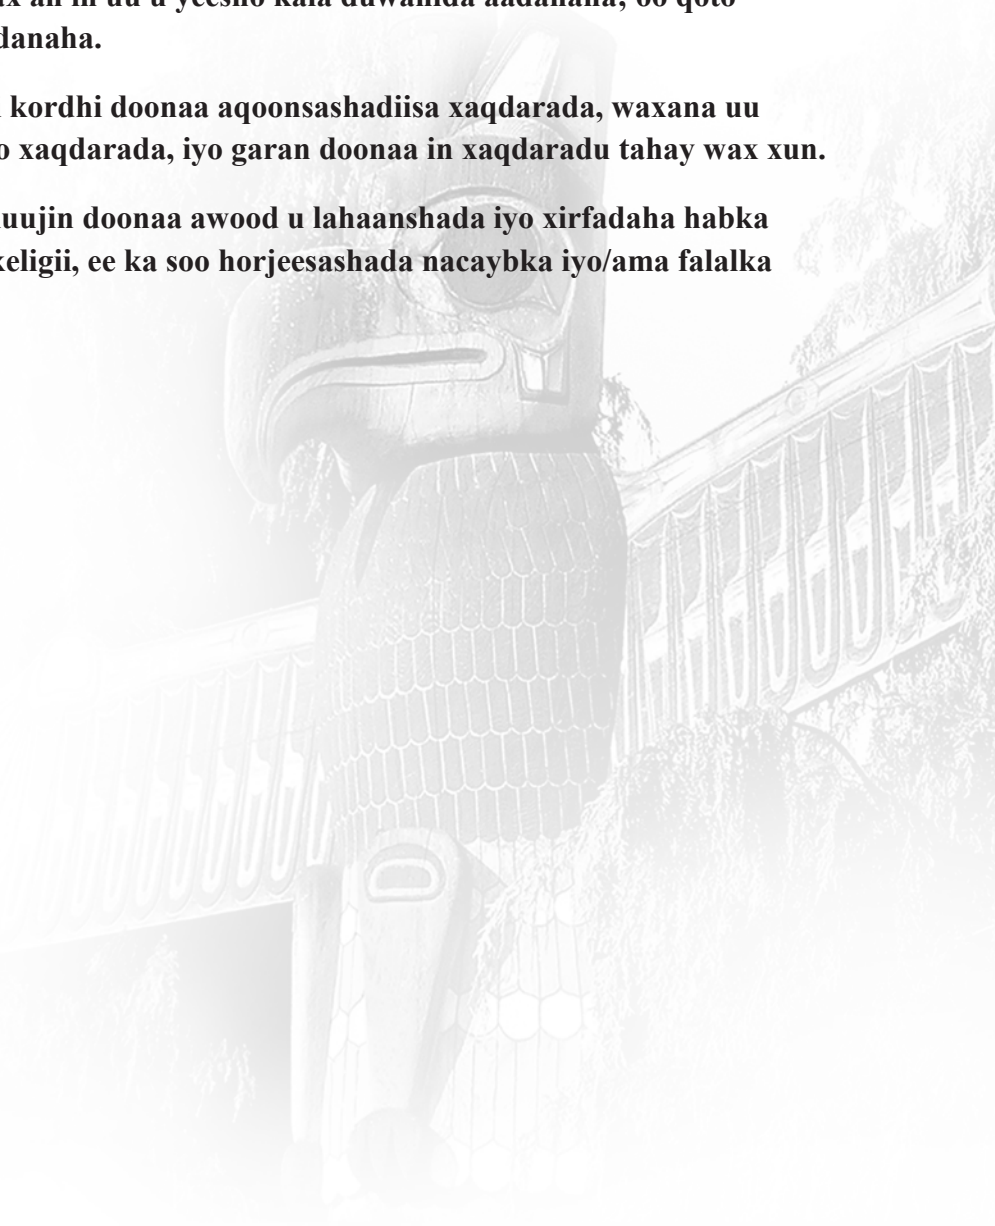 an in uu u yeesho kala duwanida aadanaha, oo qoto
danaha.
kordhi doonaa aqoonsashadiisa xaqdarada, waxana uu
o xaqdarada, iyo garan doonaa in xaqdaradu tahay wax xun.
uujin doonaa awood u lahaanshada iyo xirfadaha habka
keligii, ee ka soo horjeesashada nacaybka iyo/ama falalka